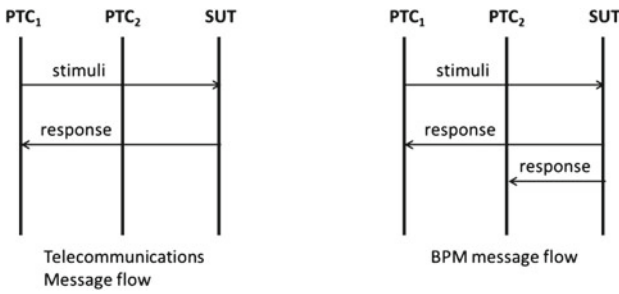 PTC₁ PTC₂ SUT
stimuli
response
Telecommunications
Message flow
PTC₁ PTC₂ SUT
stimuli
response
response
BPM message flow